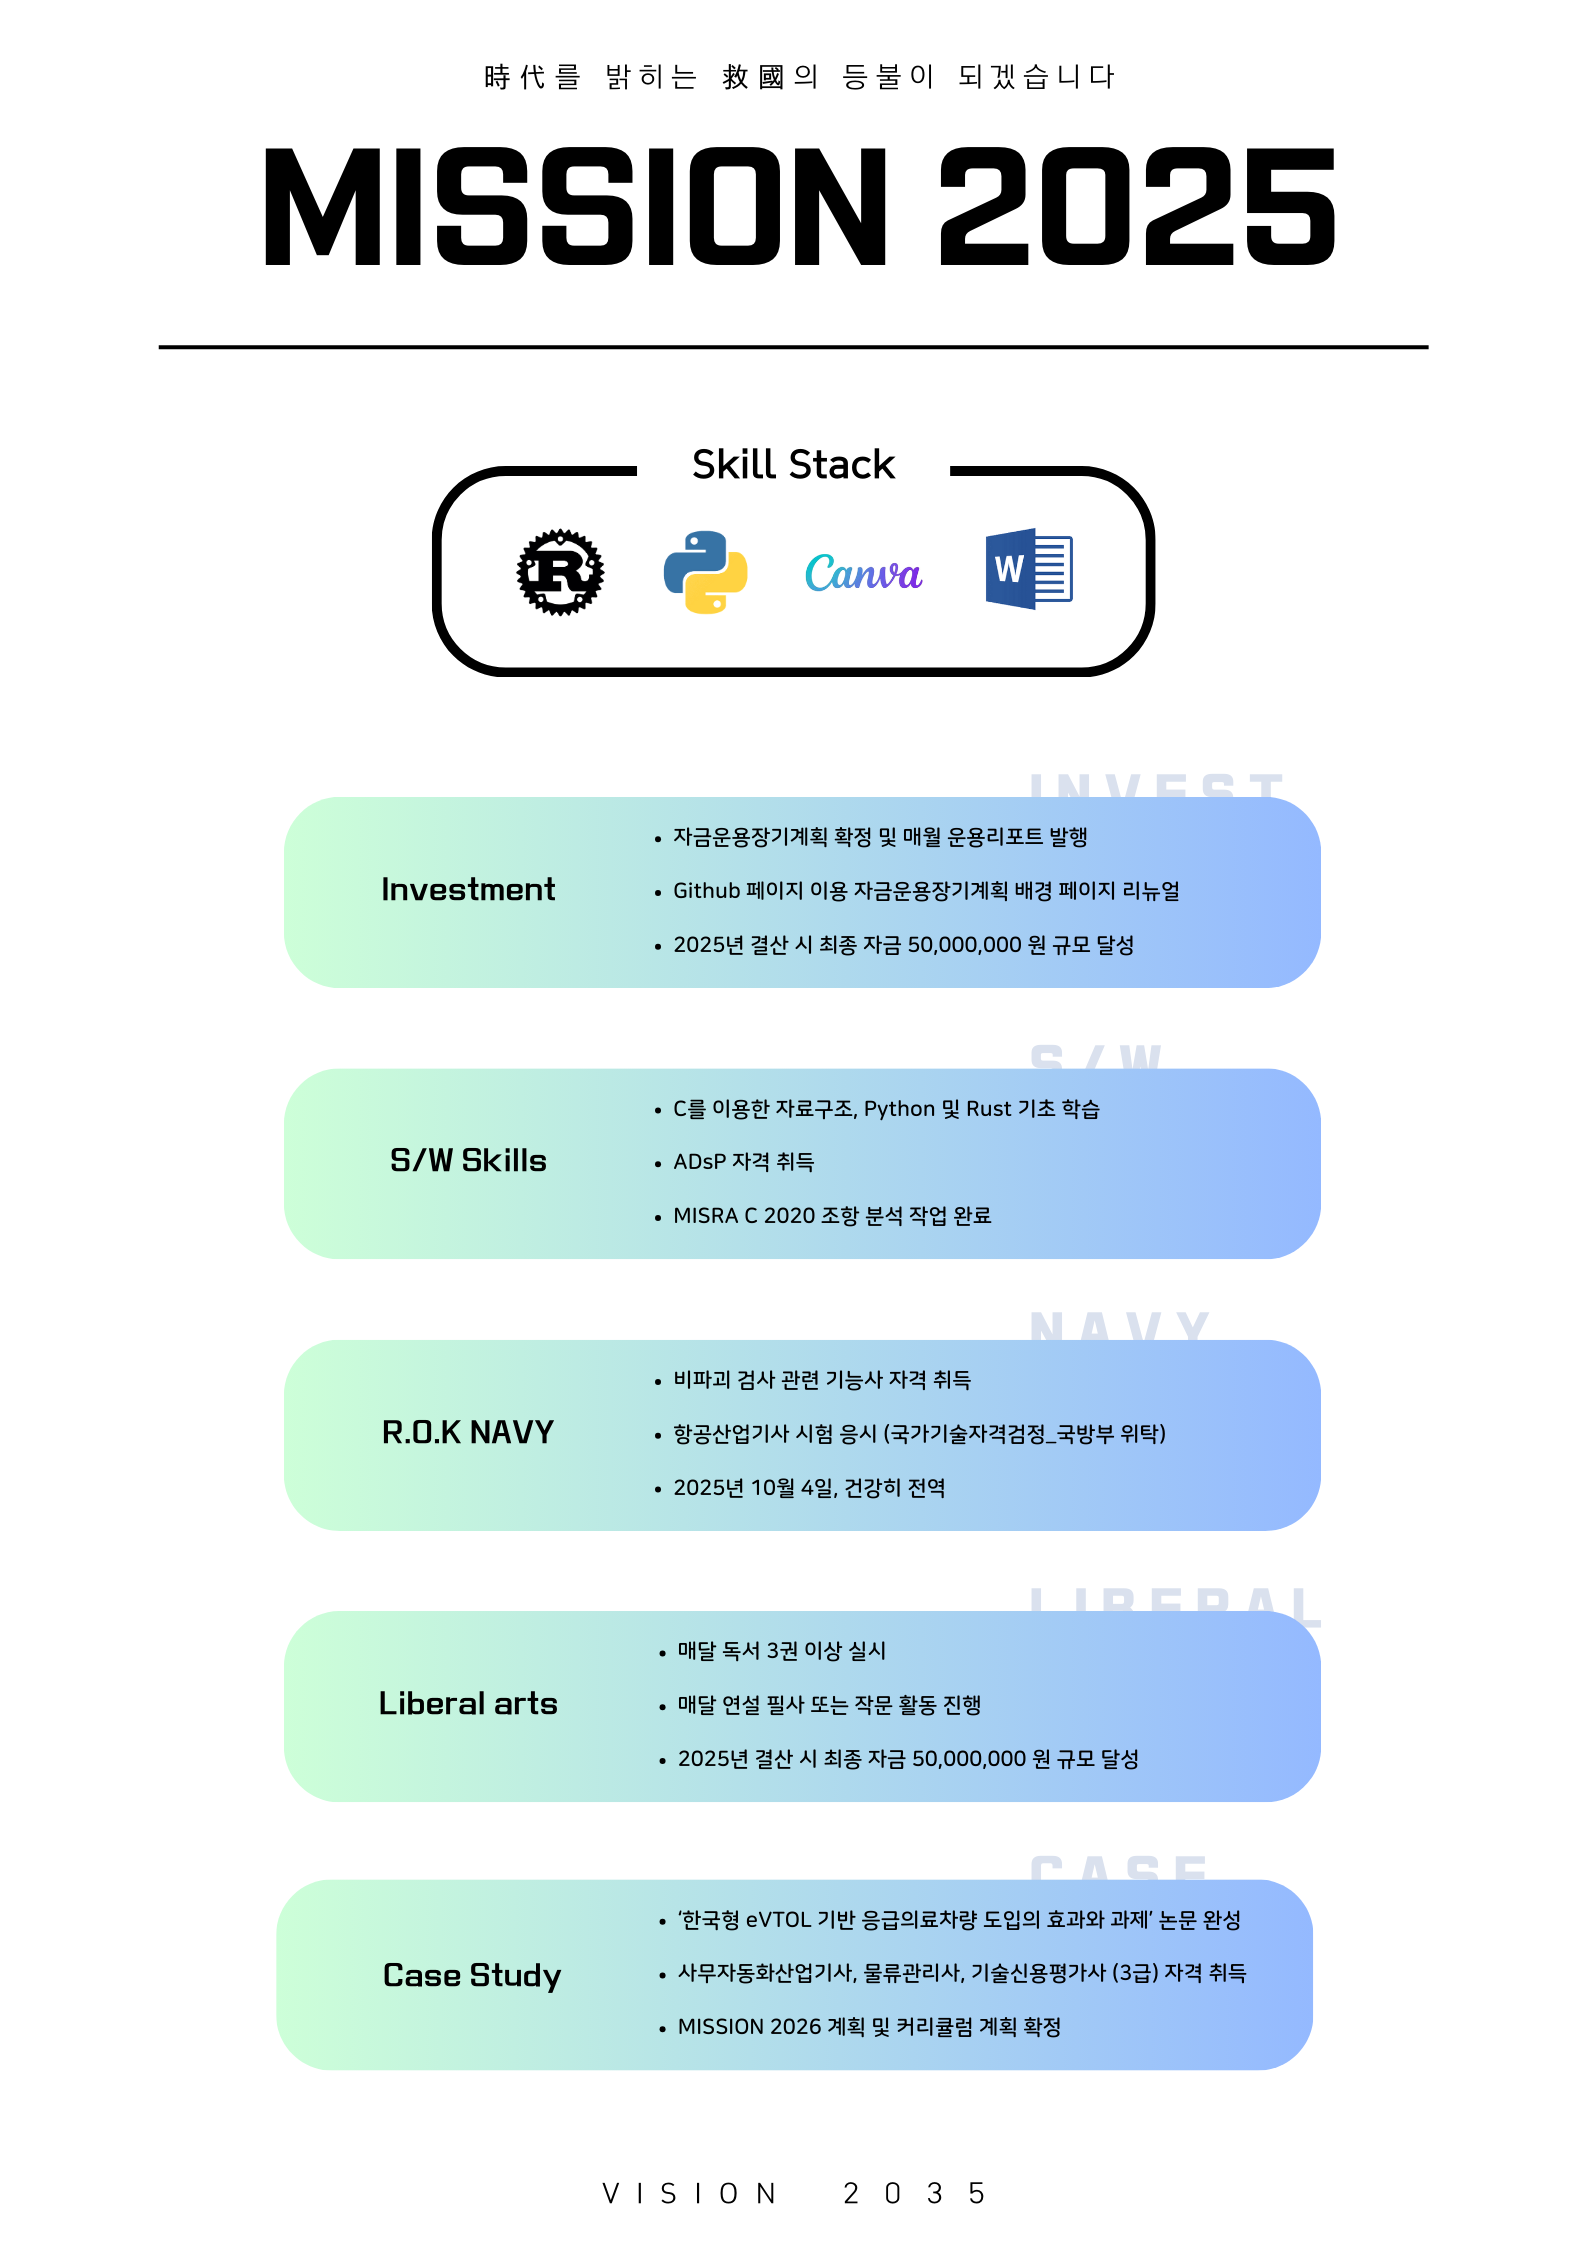 時代를 밝히는 救國의 등불이 되겠습니다
MISSION 2025
Skill Stack
R
Canva
W
INVEST
Investment
• 자금운용장기계획 확정 및 매월 운용리포트 발행
• Github 페이지 이용 자금운용장기계획 배경 페이지 리뉴얼
• 2025년 결산 시 최종 자금 50,000,000 원 규모 달성
S/W
S/W Skills
• C를 이용한 자료구조, Python 및 Rust 기초 학습
• ADsP 자격 취득
• MISRA C 2020 조항 분석 작업 완료
NAVY
R.O.K NAVY
• 비파괴 검사 관련 기능사 자격 취득
• 항공산업기사 시험 응시 (국가기술자격검정_국방부 위탁)
• 2025년 10월 4일, 건강히 전역
LIBERAL
Liberal arts
• 매달 독서 3권 이상 실시
• 매달 연설 필사 또는 작문 활동 진행
• 2025년 결산 시 최종 자금 50,000,000 원 규모 달성
CASE
Case Study
• ‘한국형 eVTOL 기반 응급의료차량 도입의 효과와 과제’ 논문 완성
• 사무자동화산업기사, 물류관리사, 기술신용평가사 (3급) 자격 취득
• MISSION 2026 계획 및 커리큘럼 계획 확정
VISION 2035